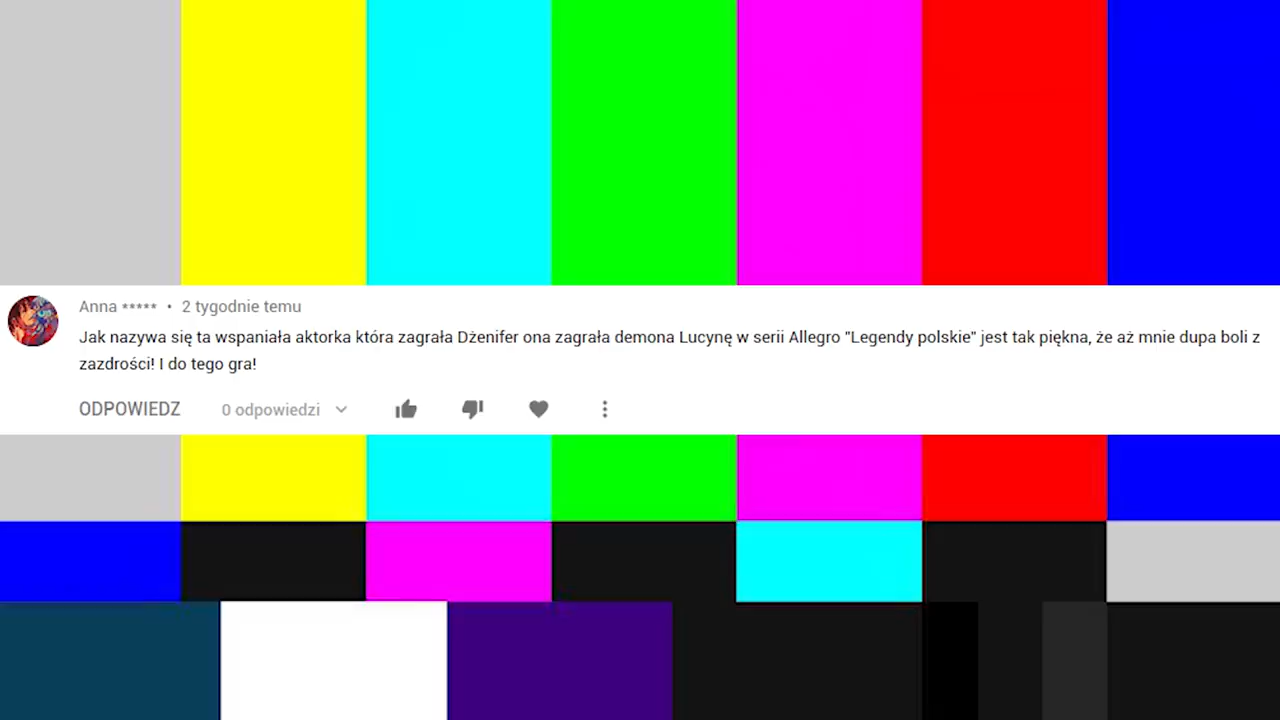 Anna ***** • 2 tygodnie temu
Jak nazywa się ta wspaniała aktorka która zagrała Dżenifer ona zagrała demona Lucynę w serii Allegro "Legendy polskie" jest tak piękna, że aż mnie dupa boli z
zazdrości! I do tego gra!
ODPOWIEDZ 0 odpowiedzi